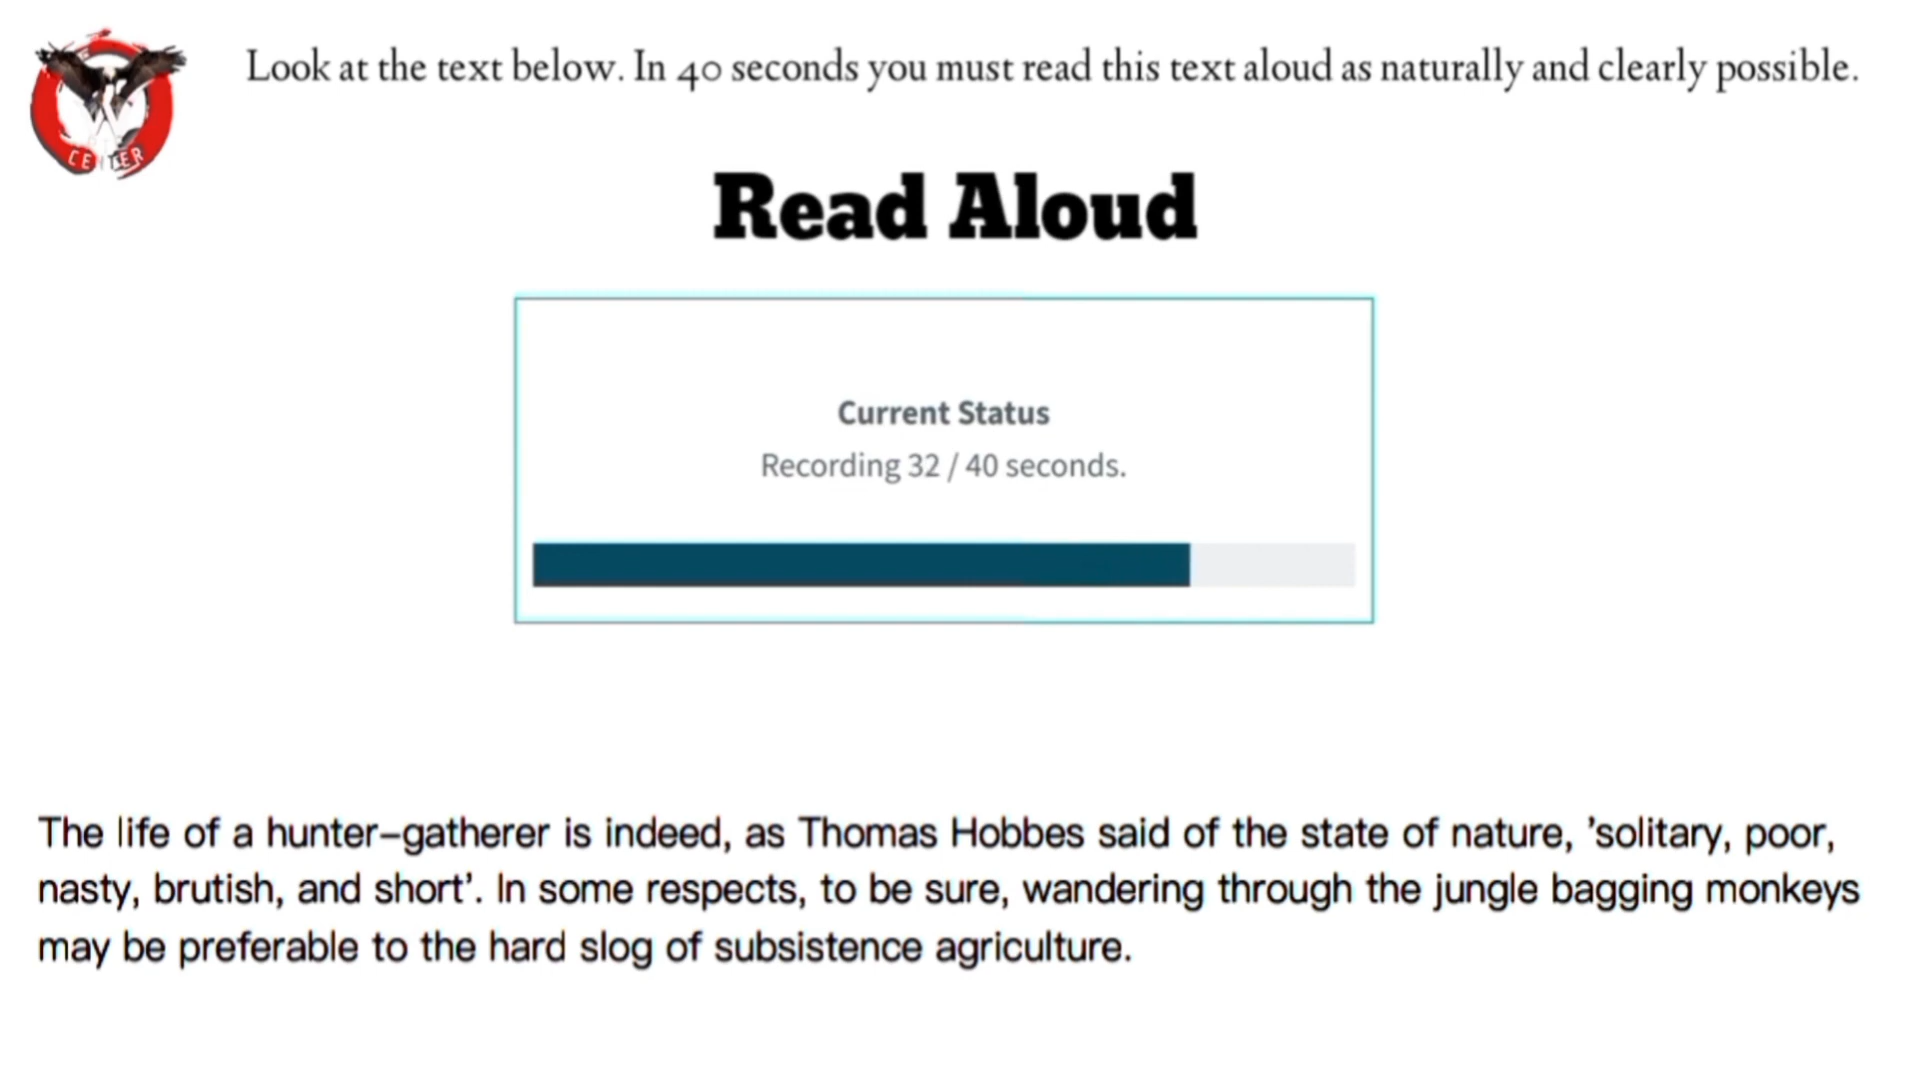 Look at the text below. In 40 seconds you must read this text aloud as naturally and clearly possible.
CENTER
Read Aloud
Current Status
Recording 32 / 40 seconds.
The life of a hunter–gatherer is indeed, as Thomas Hobbes said of the state of nature, 'solitary, poor,
nasty, brutish, and short'. In some respects, to be sure, wandering through the jungle bagging monkeys
may be preferable to the hard slog of subsistence agriculture.